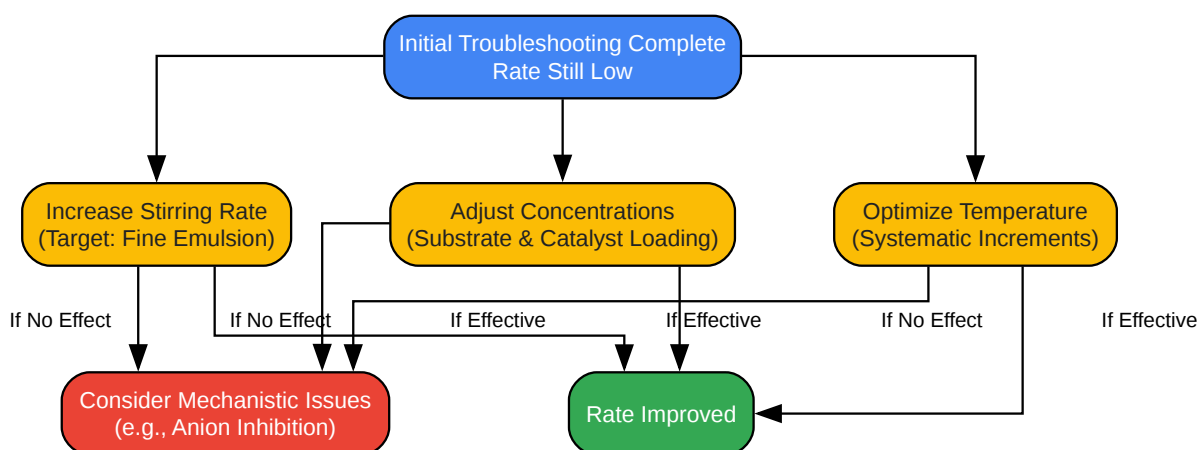 Initial Troubleshooting Complete
Rate Still Low
Increase Stirring Rate
(Target: Fine Emulsion)
Adjust Concentrations
(Substrate & Catalyst Loading)
Optimize Temperature
(Systematic Increments)
If No Effect
If No Effect
If Effective
If Effective
If No Effect
If Effective
Consider Mechanistic Issues
(e.g., Anion Inhibition)
Rate Improved